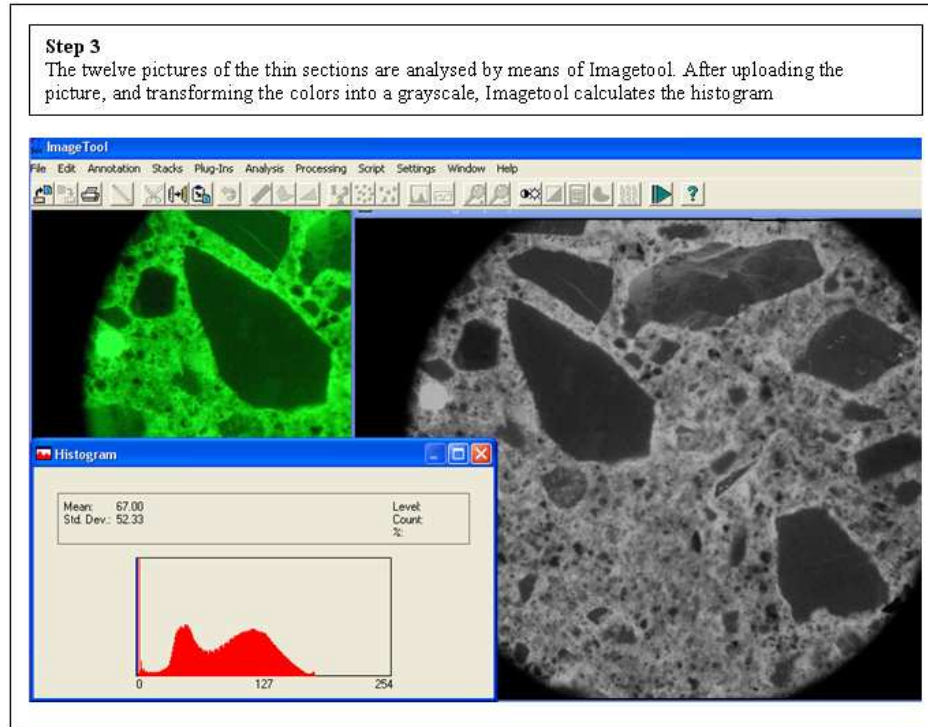 Step 3
The twelve pictures of the thin sections are analysed by means of Imagetool. After uploading the
picture, and transforming the colors into a grayscale, Imagetool calculates the histogram
ImageTool
File Edit Annotation Stacks Plug-Ins Analysis Processing Script Settings Window Help
?
Histogram
Mean: 67.00 Level:
Std. Dev.: 52.33 Count:
%:
0 127 254